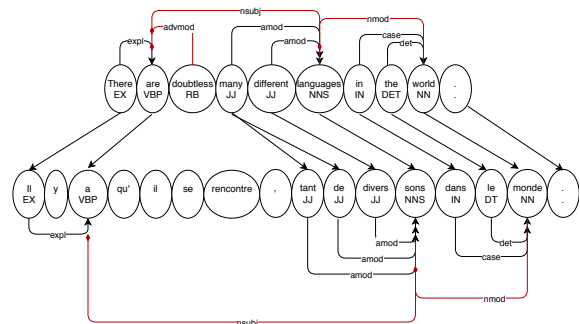 nsubj
nmod
advmod
amod
case
expl
amod
det
There are doubtless many different languages in the world .
EX VBP RB JJ JJ NNS IN DET NN .
Il y a qu' il se rencontre , tant de divers sons dans le monde .
EX VBP JJ JJ JJ NNS IN DT NN .
expl
amod
det
amod
case
amod
nmod
nsubj